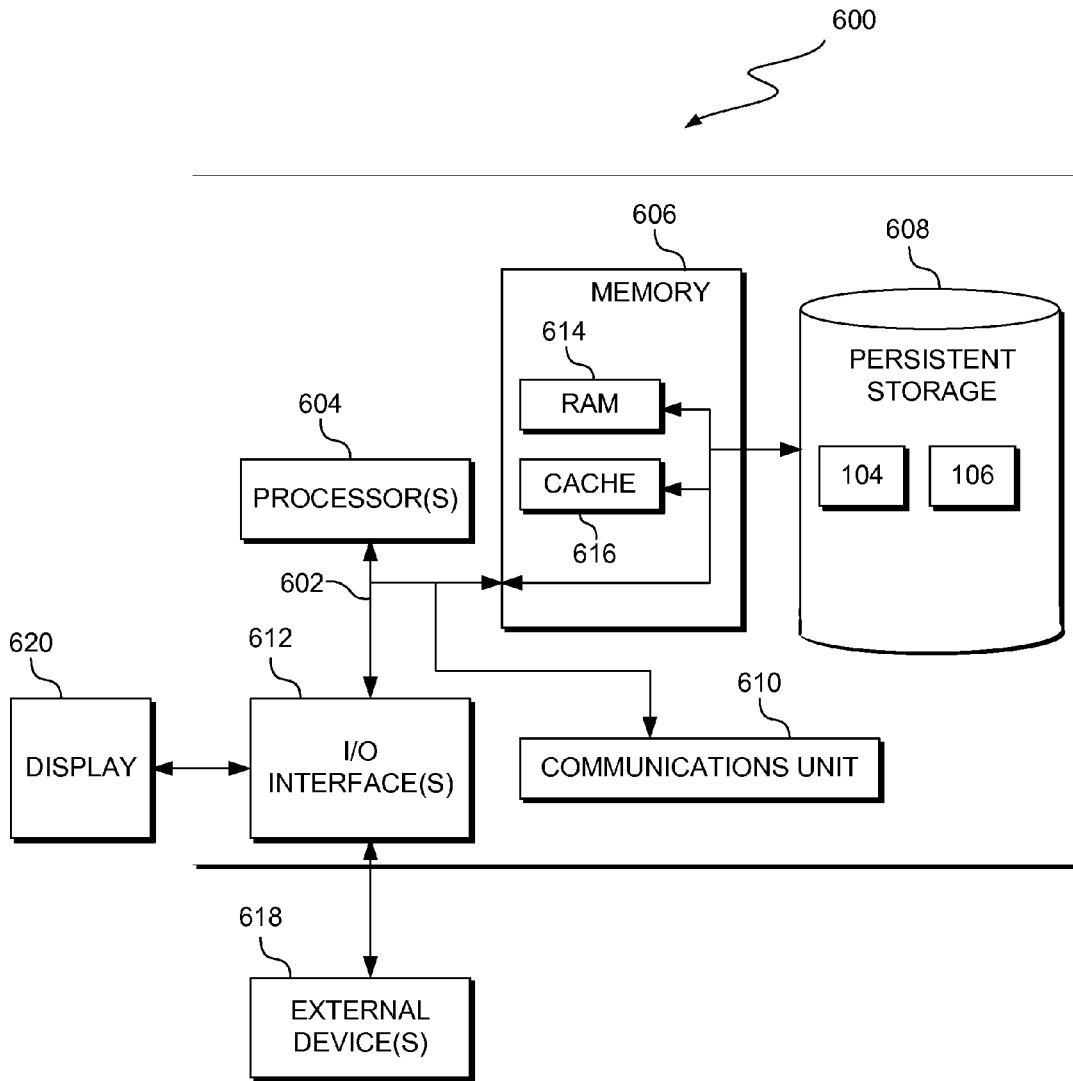 600
606
608
MEMORY
614
RAM
PERSISTENT
STORAGE
604
PROCESSOR(S)
CACHE
616
104
106
602
620
612
610
DISPLAY
I/O
INTERFACE(S)
COMMUNICATIONS UNIT
618
EXTERNAL
DEVICE(S)